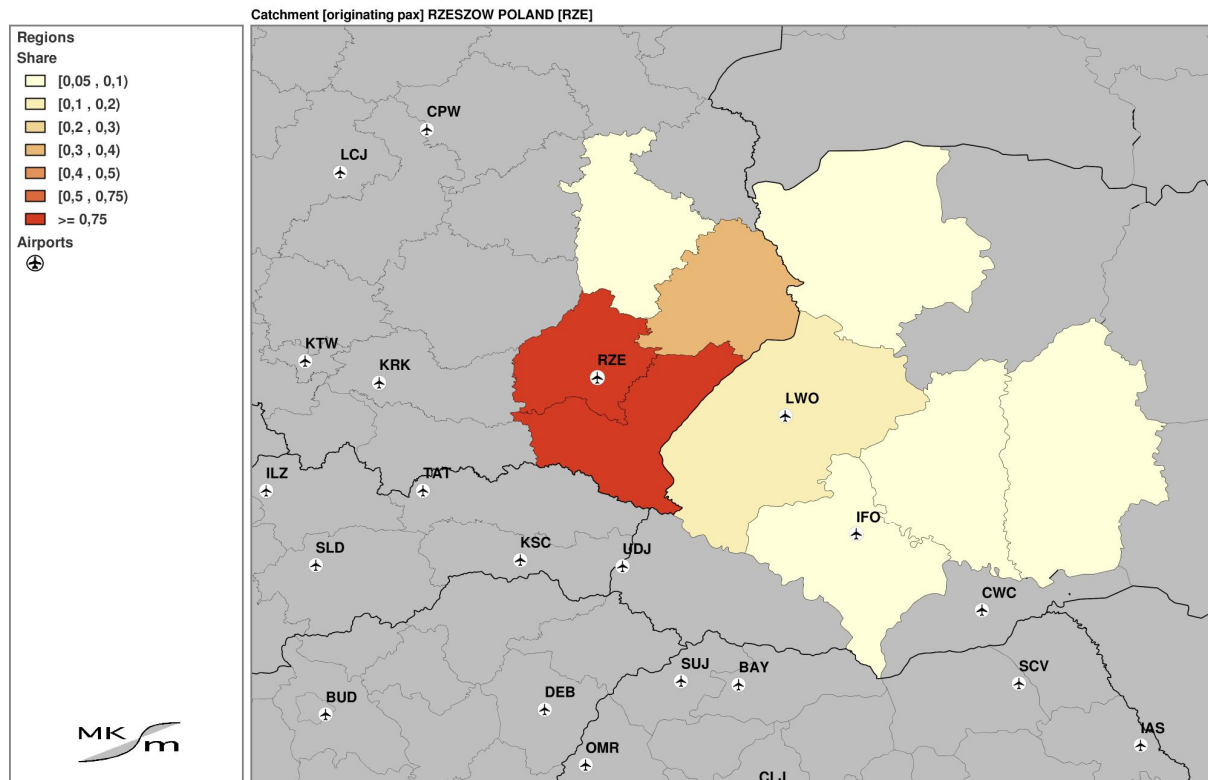 Catchment [originating pax] RZESZOW POLAND [RZE]
Regions
Share
[0,05 , 0,1)
[0,1 , 0,2)
[0,2 , 0,3)
[0,3 , 0,4)
[0,4 , 0,5)
[0,5 , 0,75)
>= 0,75
Airports
CPW
LCJ
KTW
KRK
RZE
LWO
ILZ
TAT
IFO
SLD
KSC
UDJ
CWC
SUJ
BAY
SCV
BUD
DEB
IAS
OMR
CLJ
MK
m